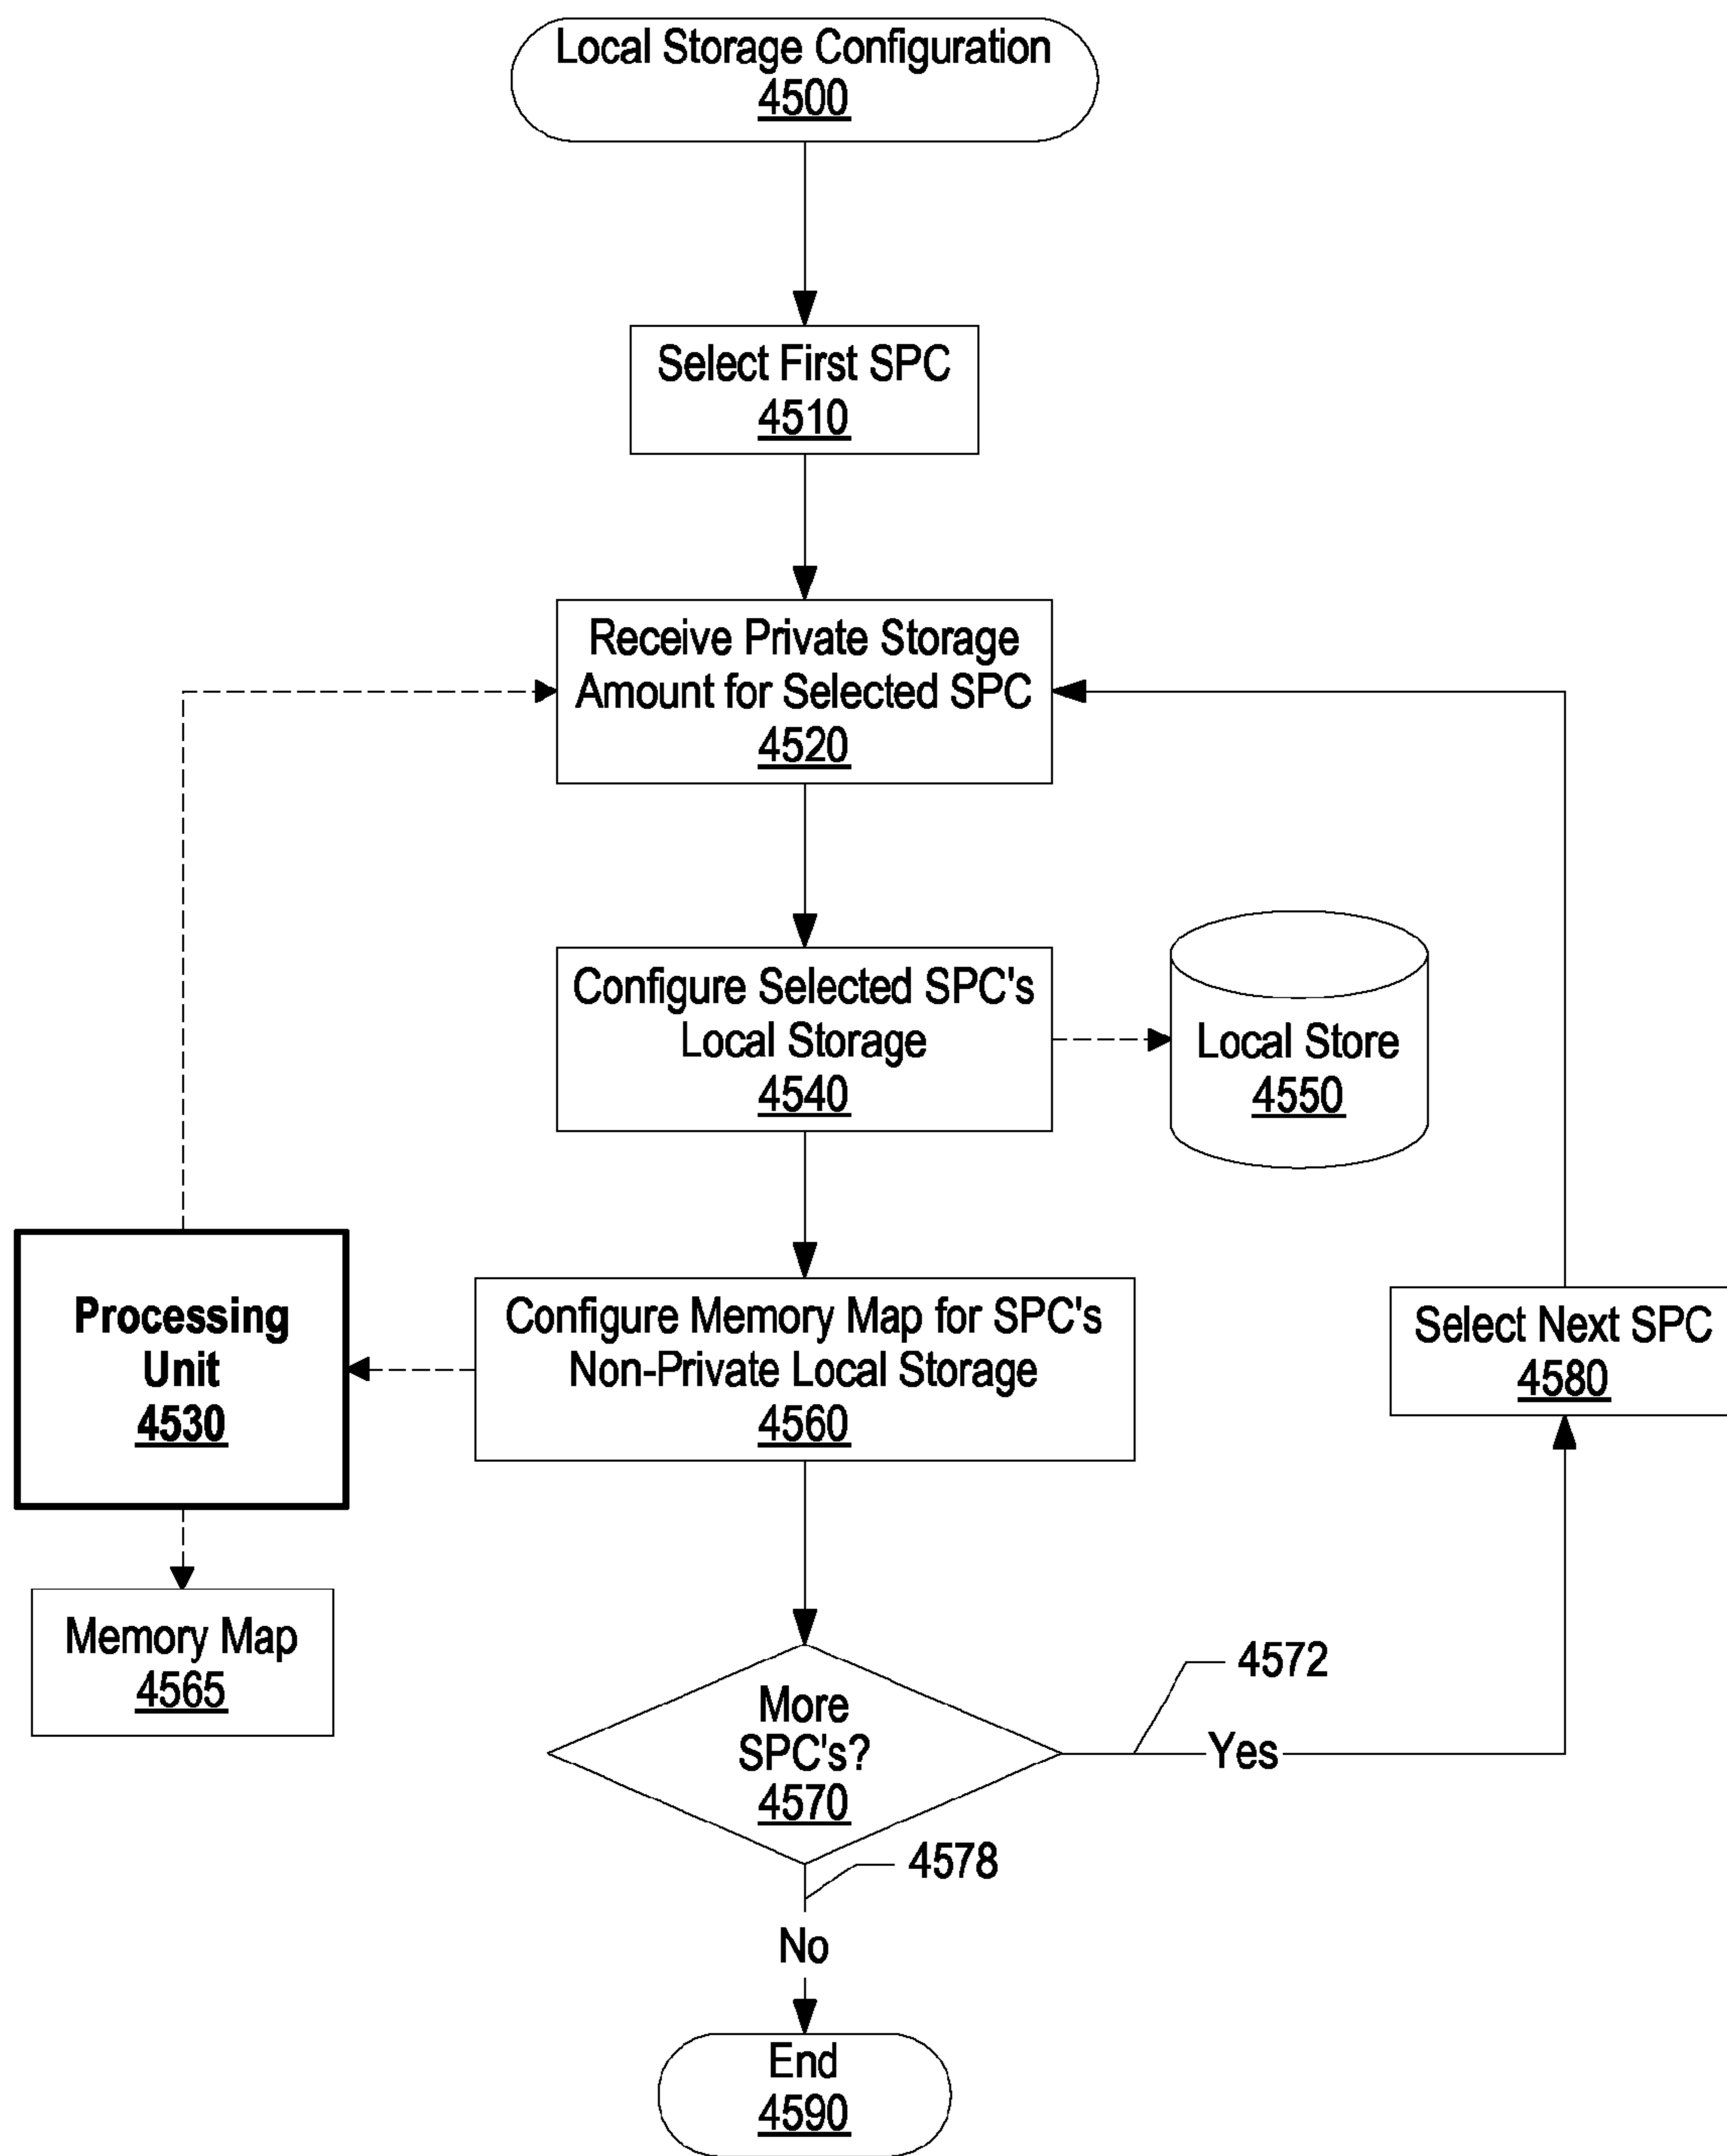 Local Storage Configuration
4500
Select First SPC
4510
Receive Private Storage
Amount for Selected SPC
4520
Configure Selected SPC's
Local Storage
4540
Local Store
4550
Processing
Unit
4530
Configure Memory Map for SPC's
Non-Private Local Storage
4560
Select Next SPC
4580
Memory Map
4565
More
SPC's?
4570
4572
Yes
4578
No
End
4590